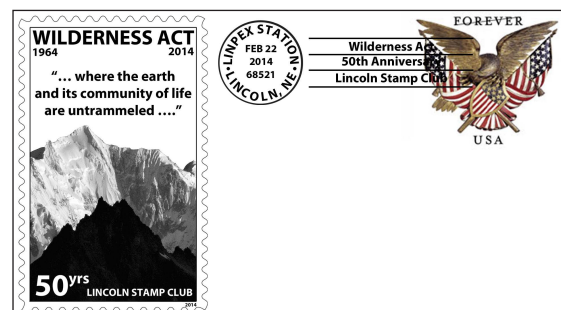 WILDERNESS ACT
1964 2014
“... where the earth
and its community of life
are untrammeled ....”
50yrs
LINCOLN STAMP CLUB
2014
LINPEX STATION
FEB 22
2014
68521
LINCOLN, NE
Wilderness Act
50th Anniversary
Lincoln Stamp Club
FOREVER
USA